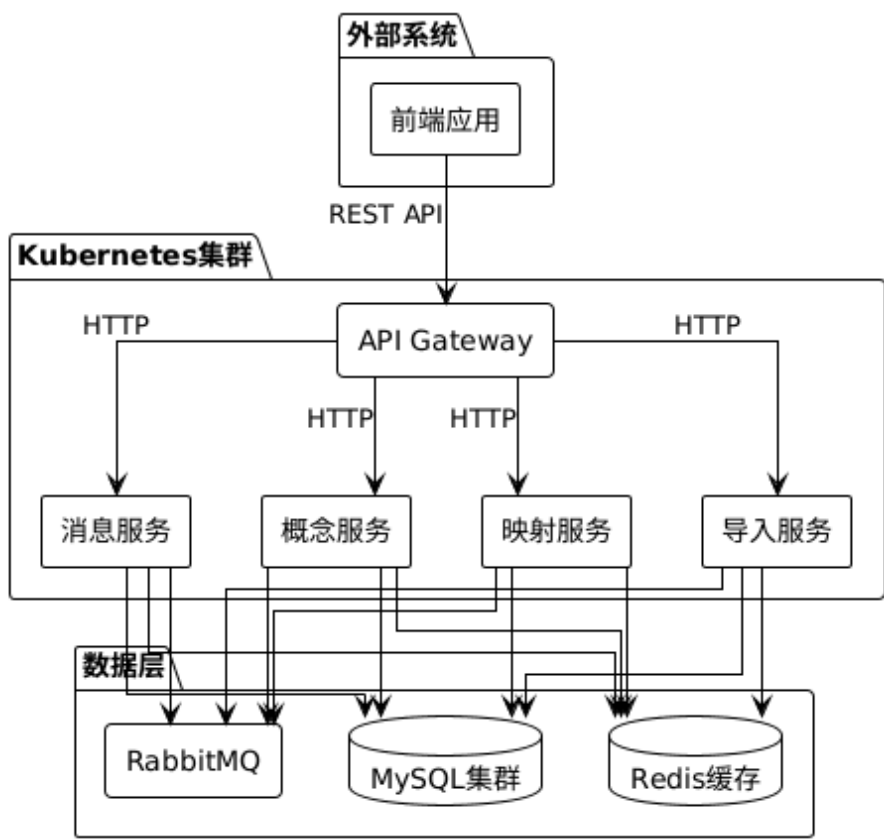 外部系统
前端应用
REST API
Kubernetes集群
HTTP
HTTP
API Gateway
HTTP
HTTP
消息服务
概念服务
映射服务
导入服务
数据层
RabbitMQ
MySQL集群
Redis缓存